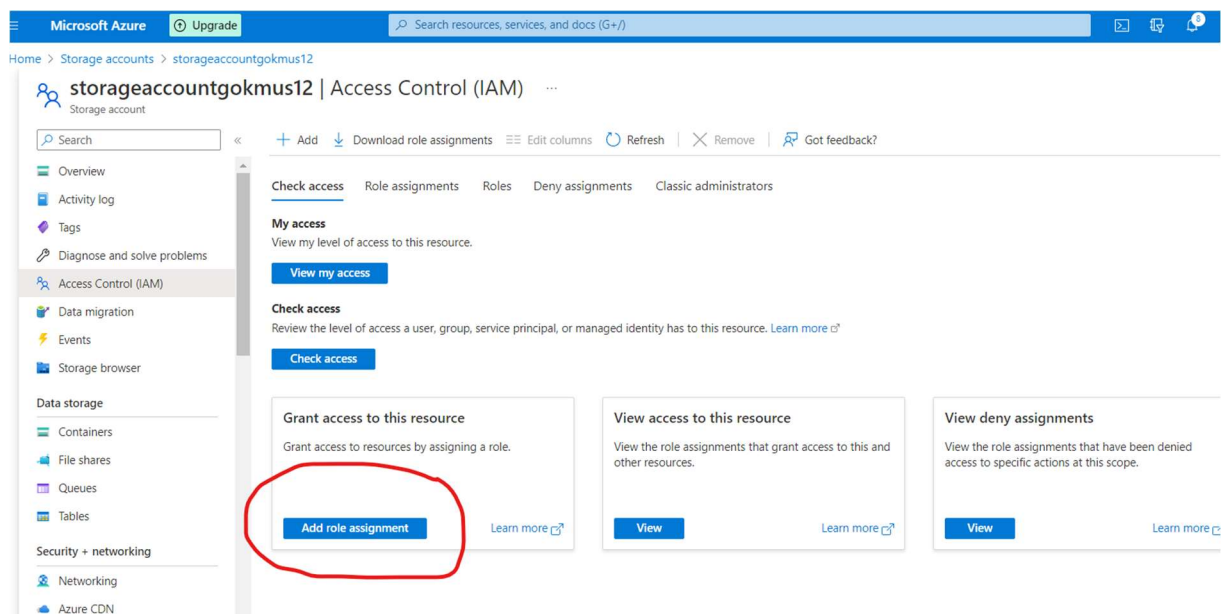 Microsoft Azure
Upgrade
Search resources, services, and docs (G+/)
8
Home > Storage accounts > storageaccountgokmus12
storageaccountgokmus12 | Access Control (IAM) ...
Storage account
Search
«
Add
Download role assignments
Edit columns
Refresh
Remove
Got feedback?
Overview
Activity log
Tags
Diagnose and solve problems
Access Control (IAM)
Data migration
Events
Storage browser
Data storage
Containers
File shares
Queues
Tables
Security + networking
Networking
Azure CDN
Check access
Role assignments
Roles
Deny assignments
Classic administrators
My access
View my level of access to this resource.
View my access
Check access
Review the level of access a user, group, service principal, or managed identity has to this resource. Learn more
Check access
Grant access to this resource
Grant access to resources by assigning a role.
Add role assignment
Learn more
View access to this resource
View the role assignments that grant access to this and
other resources.
View
Learn more
View deny assignments
View the role assignments that have been denied
access to specific actions at this scope.
View
Learn more